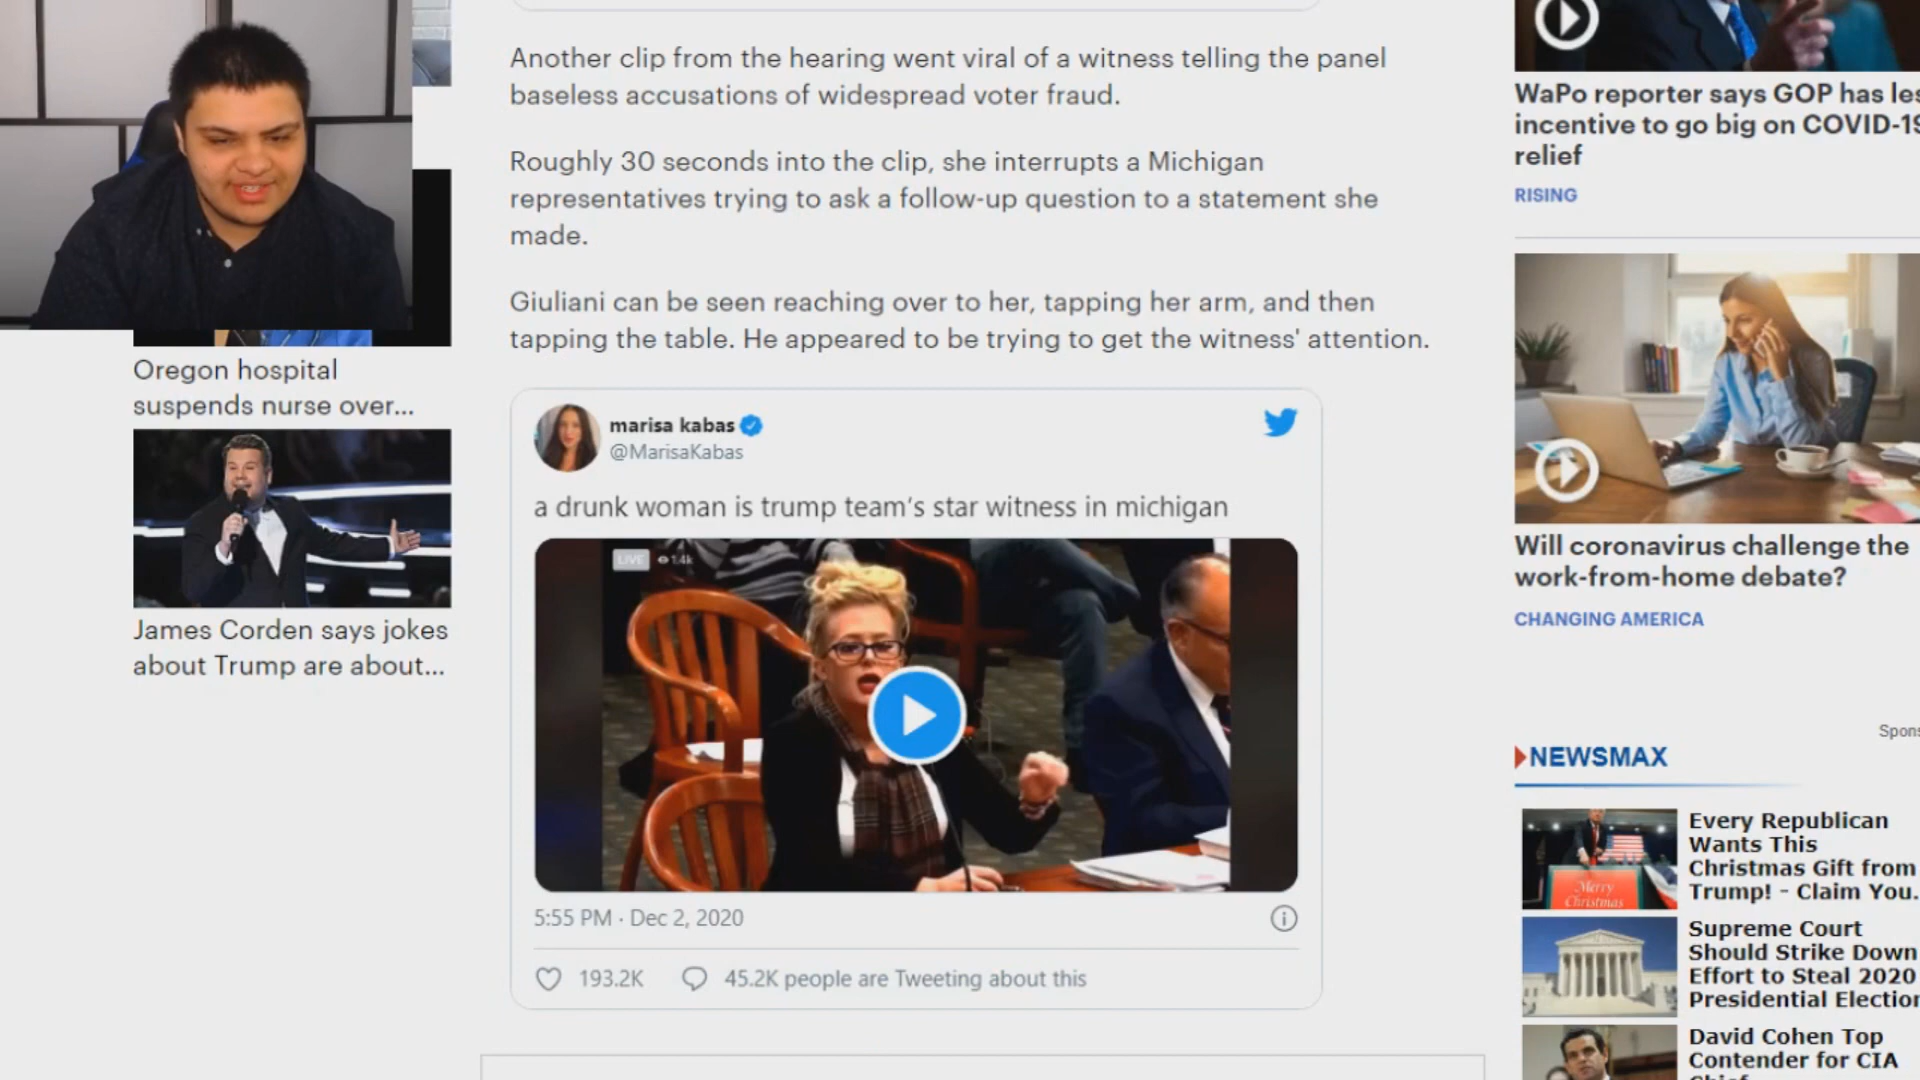 Another clip from the hearing went viral of a witness telling the panel
baseless accusations of widespread voter fraud.
Roughly 30 seconds into the clip, she interrupts a Michigan
representatives trying to ask a follow-up question to a statement she
made.
Giuliani can be seen reaching over to her, tapping her arm, and then
tapping the table. He appeared to be trying to get the witness' attention.
Oregon hospital
suspends nurse over...
James Corden says jokes
about Trump are about...
marisa kabas
@MarisaKabas
a drunk woman is trump team's star witness in michigan
LIVE 1.4k
5:55 PM · Dec 2, 2020
193.2K 45.2K people are Tweeting about this
WaPo reporter says GOP has les
incentive to go big on COVID-19
relief
RISING
Will coronavirus challenge the
work-from-home debate?
CHANGING AMERICA
Spons
NEWSMAX
Merry
Christmas
Every Republican
Wants This
Christmas Gift from
Trump! - Claim You.
Supreme Court
Should Strike Down
Effort to Steal 2020
Presidential Election
David Cohen Top
Contender for CIA